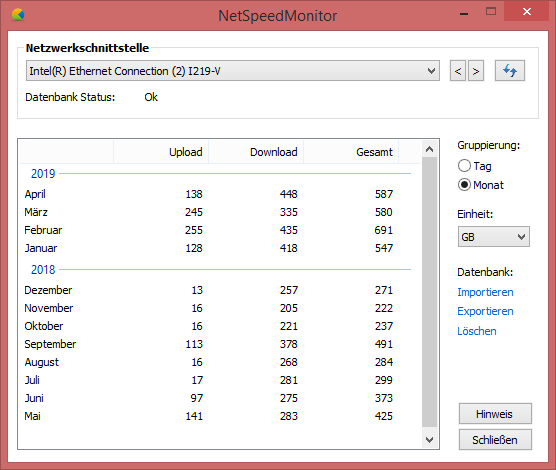 NetSpeedMonitor
Netzwerkschnittstelle
Intel(R) Ethernet Connection (2) I219-V
< >
Datenbank Status: Ok
Upload Download Gesamt
2019
April 138 448 587
März 245 335 580
Februar 255 435 691
Januar 128 418 547
2018
Dezember 13 257 271
November 16 205 222
Oktober 16 221 237
September 113 378 491
August 16 268 284
Juli 17 281 299
Juni 97 275 373
Mai 141 283 425
Gruppierung:
Tag
Monat
Einheit:
GB
Datenbank:
Importieren
Exportieren
Löschen
Hinweis
Schließen